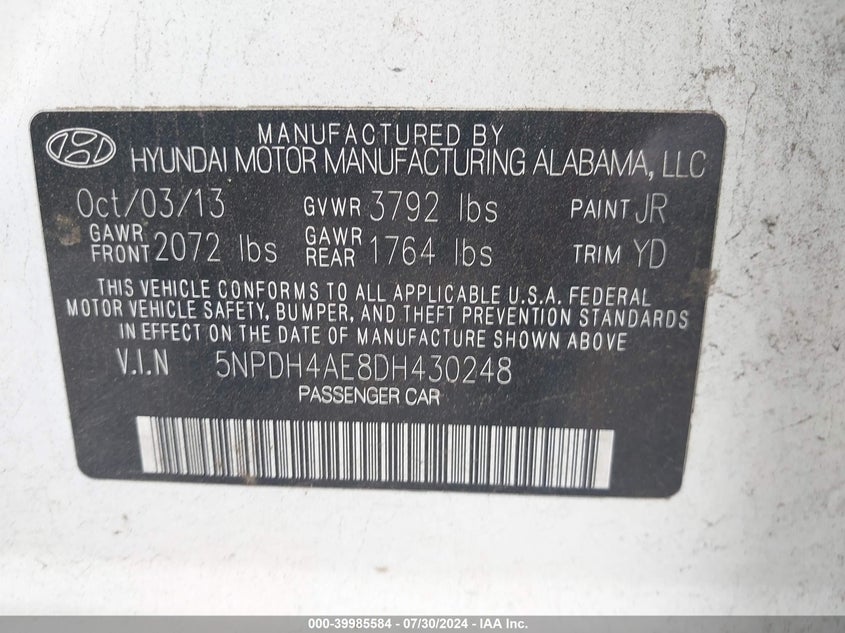 MANUFACTURED BY
HYUNDAI MOTOR MANUFACTURING ALABAMA, LLC
Oct/03/13 GVWR 3792 lbs PAINT JR
GAWR FRONT 2072 lbs GAWR REAR 1764 lbs TRIM YD
THIS VEHICLE CONFORMS TO ALL APPLICABLE U.S.A. FEDERAL
MOTOR VEHICLE SAFETY, BUMPER, AND THEFT PREVENTION STANDARDS
IN EFFECT ON THE DATE OF MANUFACTURE SHOWN ABOVE.
V.I.N 5NPDH4AE8DH430248
PASSENGER CAR
000-39985584 / 07/30/2024 - IAA Inc.